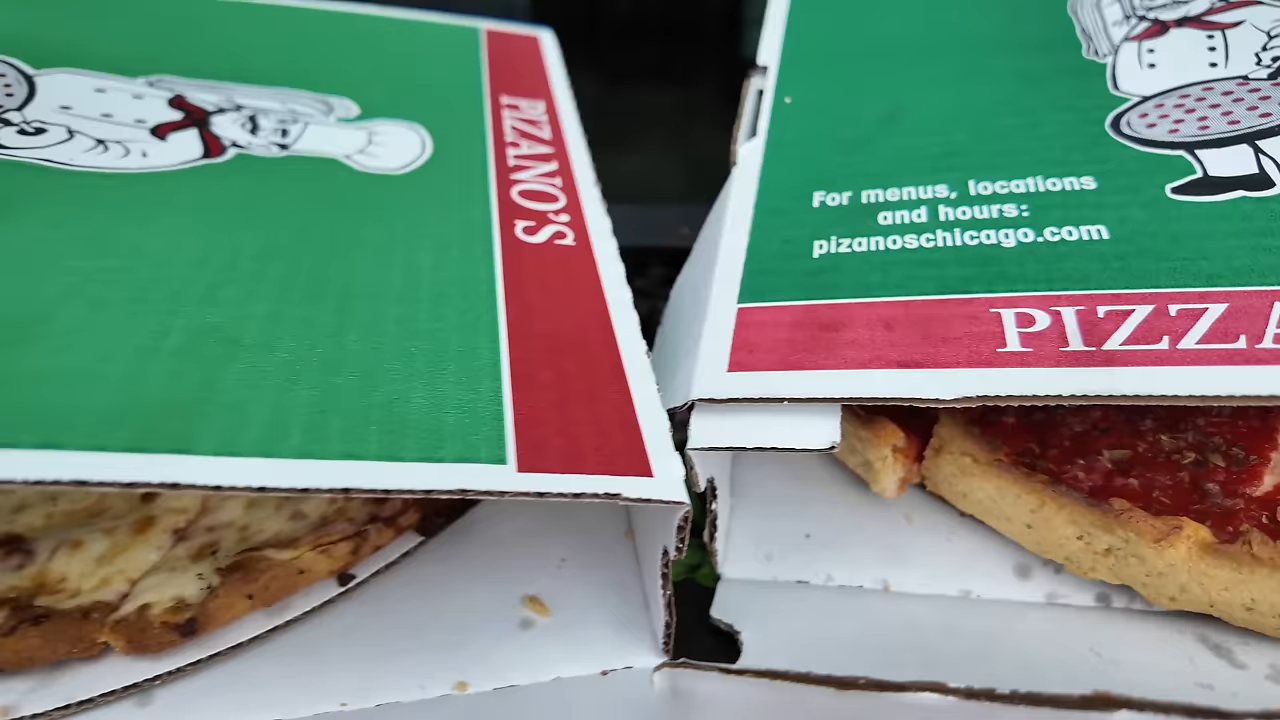 PIZANO'S
For menus, locations
and hours:
pizanoschicago.com
PIZZA